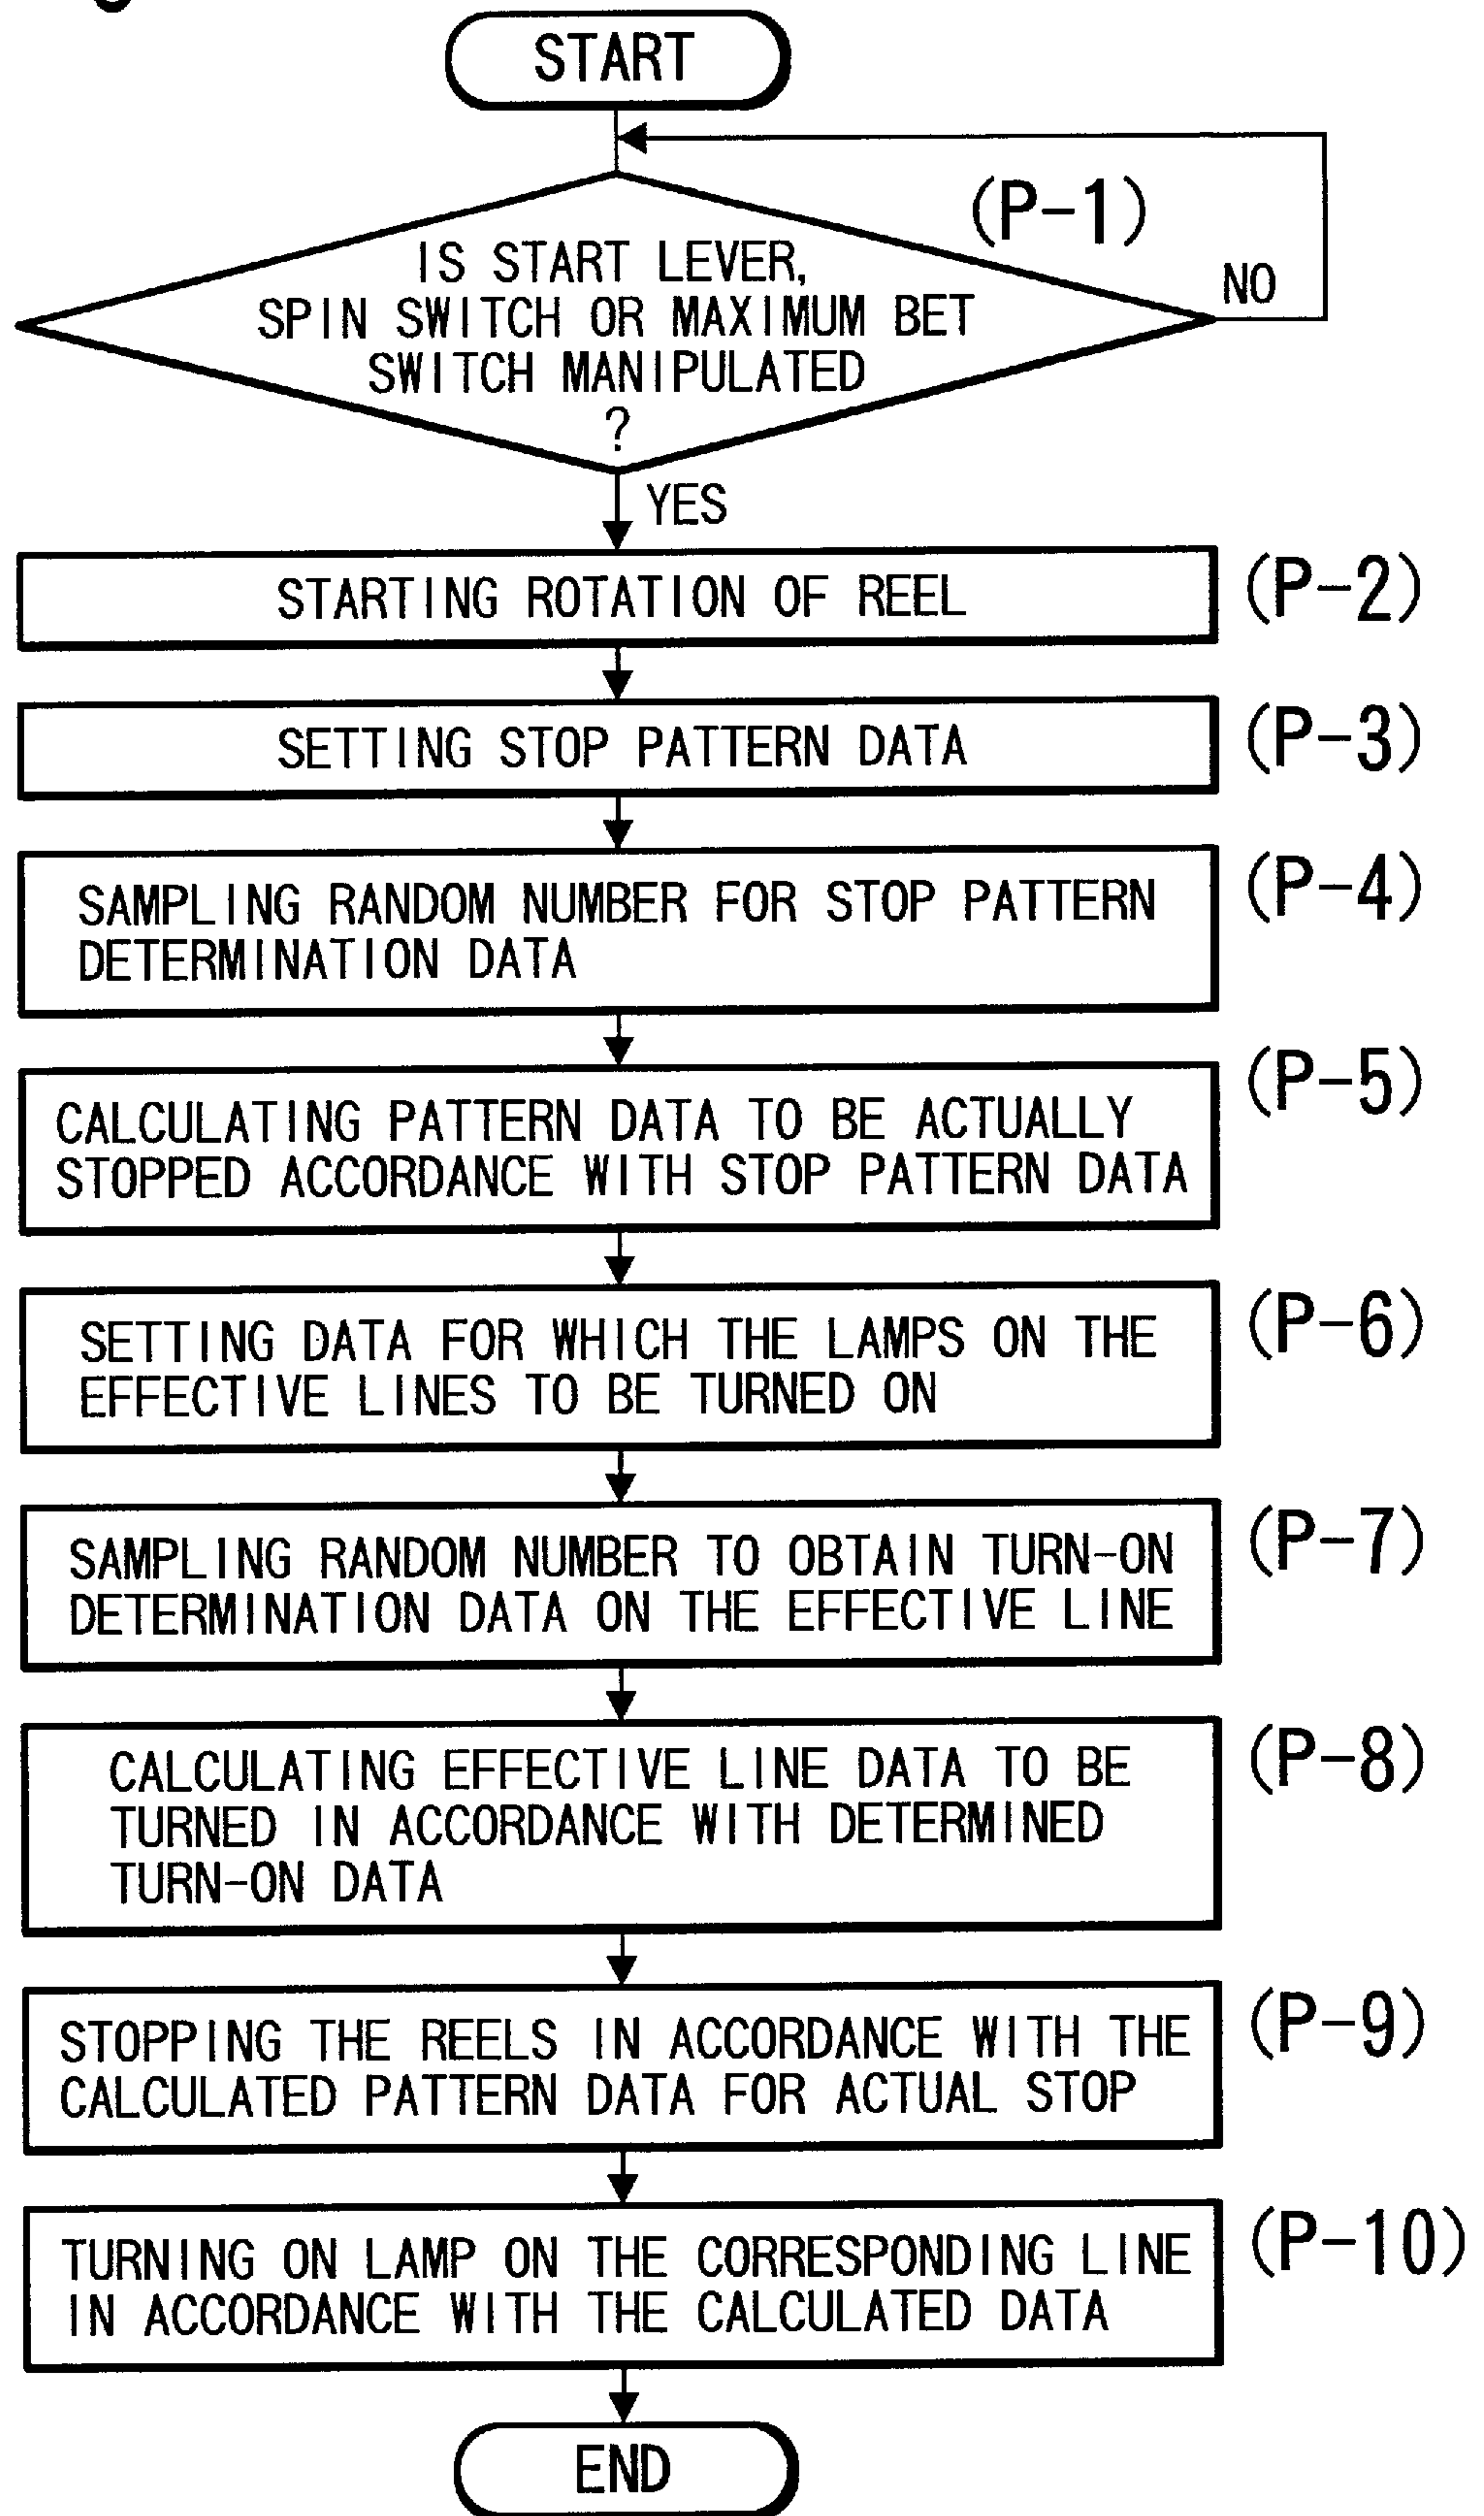 START
(P-1)
IS START LEVER,
SPIN SWITCH OR MAXIMUM BET
SWITCH MANIPULATED
?
NO
YES
STARTING ROTATION OF REEL
(P-2)
SETTING STOP PATTERN DATA
(P-3)
SAMPLING RANDOM NUMBER FOR STOP PATTERN
DETERMINATION DATA
(P-4)
CALCULATING PATTERN DATA TO BE ACTUALLY
STOPPED ACCORDANCE WITH STOP PATTERN DATA
(P-5)
SETTING DATA FOR WHICH THE LAMPS ON THE
EFFECTIVE LINES TO BE TURNED ON
(P-6)
SAMPLING RANDOM NUMBER TO OBTAIN TURN-ON
DETERMINATION DATA ON THE EFFECTIVE LINE
(P-7)
CALCULATING EFFECTIVE LINE DATA TO BE
TURNED IN ACCORDANCE WITH DETERMINED
TURN-ON DATA
(P-8)
STOPPING THE REELS IN ACCORDANCE WITH THE
CALCULATED PATTERN DATA FOR ACTUAL STOP
(P-9)
TURNING ON LAMP ON THE CORRESPONDING LINE
IN ACCORDANCE WITH THE CALCULATED DATA
(P-10)
END